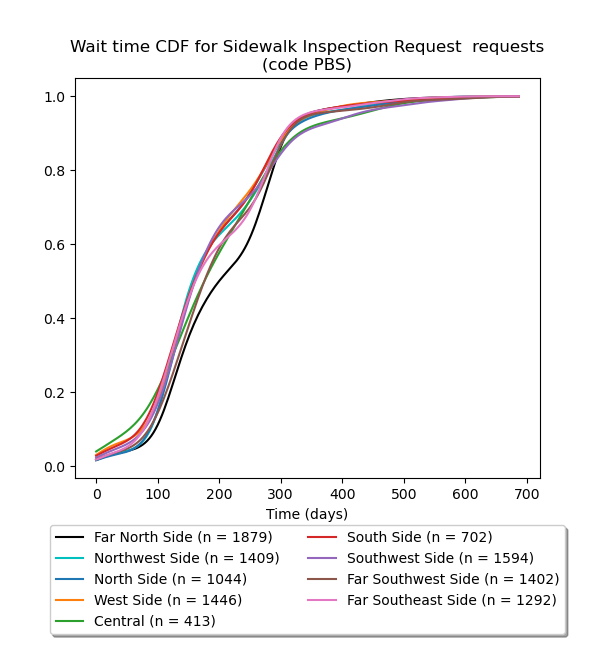 Wait time CDF for Sidewalk Inspection Request  requests
(code PBS)
1.0
0.8
0.6
0.4
0.2
0.0
0 100 200 300 400 500 600 700
Time (days)
Far North Side (n = 1879)
Northwest Side (n = 1409)
North Side (n = 1044)
West Side (n = 1446)
Central (n = 413)
South Side (n = 702)
Southwest Side (n = 1594)
Far Southwest Side (n = 1402)
Far Southeast Side (n = 1292)